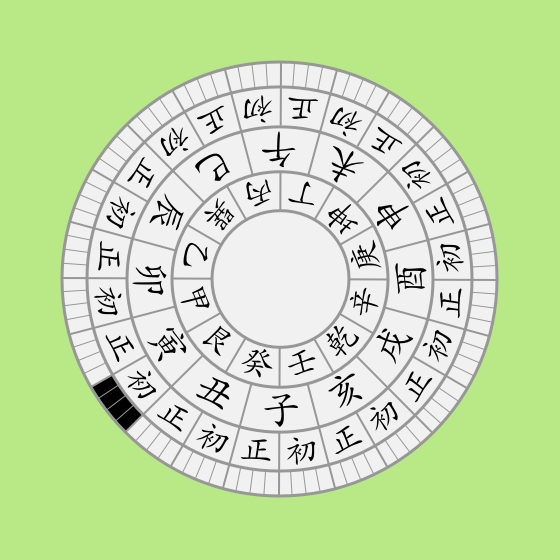 初正初正初正初正初正初正初正初正初正初正初正初正
子丑寅卯辰巳午未申酉戌亥
壬癸艮甲乙巽丙丁坤庚辛乾